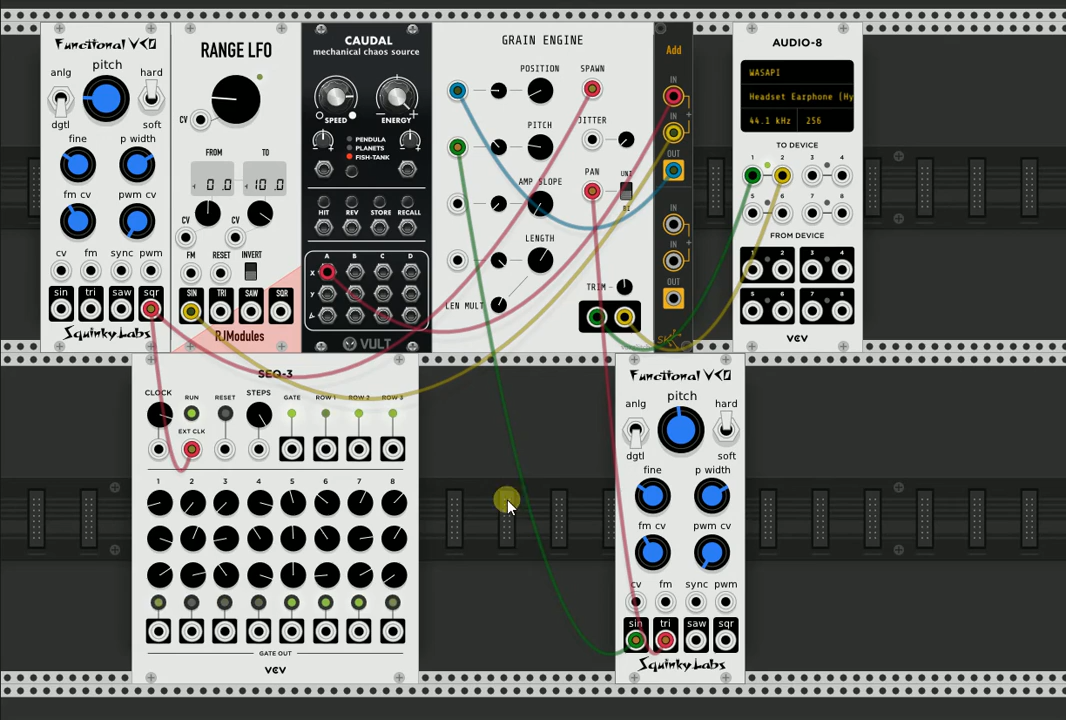 Functional VCO
anlg
pitch
hard
dgtl
soft
fine
p width
fm cv
pwm cv
cv
fm
sync
pwm
sin
tri
saw
sqr
Squinky Labs
RANGE LFO
CV
FROM
TO
0.0
10.0
CV
CV
FM
RESET
INVERT
SIN
TRI
SAW
SQR
RJModules
CAUDAL
mechanical chaos source
SPEED
ENERGY
PENDULA
PLANETS
FISH-TANK
HIT
REV
STORE
RECALL
A
B
C
D
X
Y
VULT
GRAIN ENGINE
POSITION
SPAWN
PITCH
JITTER
AMP SLOPE
PAN
UNI
BI
LENGTH
LEN MULT
TRIM
Add
IN
IN
OUT
IN
IN
OUT
AUDIO-8
WASAPI
Headset Earphone (Hy
44.1 kHz
256
TO DEVICE
1
2
3
4
5
6
7
8
FROM DEVICE
1
2
3
4
5
6
7
8
VCV
SEQ-3
CLOCK
RUN
RESET
STEPS
GATE
ROW 1
ROW 2
ROW 3
EXT CLK
1
2
3
4
5
6
7
8
GATE OUT
VCV
Functional VCO
anlg
pitch
hard
dgtl
soft
fine
p width
fm cv
pwm cv
cv
fm
sync
pwm
sin
tri
saw
sqr
Squinky Labs